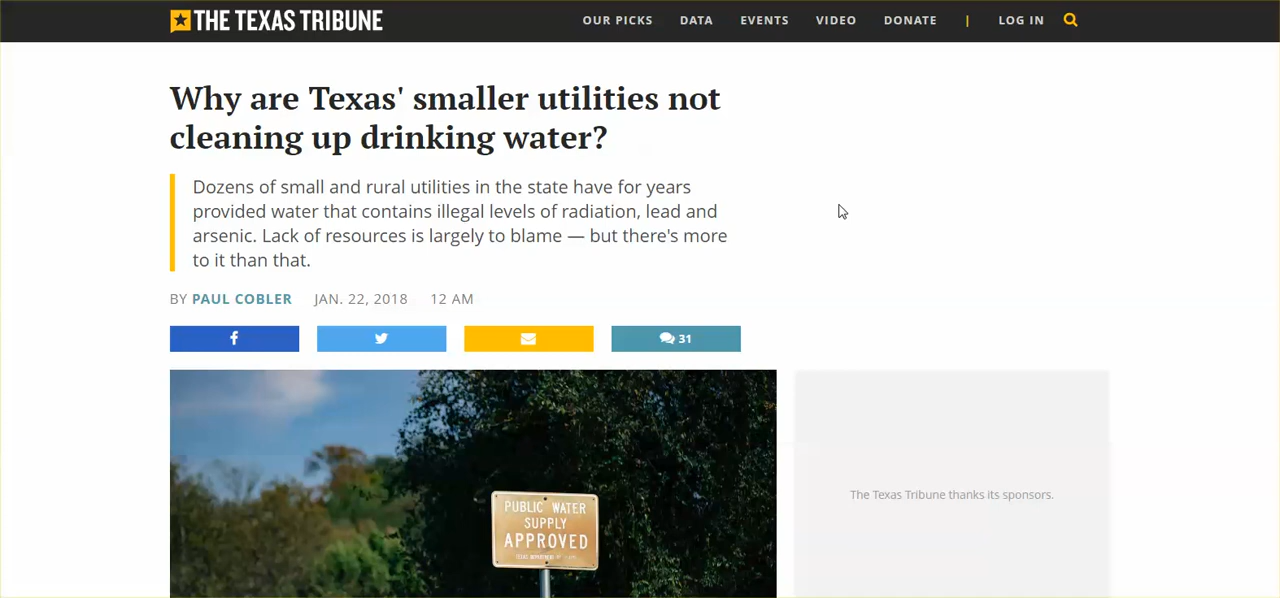 THE TEXAS TRIBUNE
OUR PICKS DATA EVENTS VIDEO DONATE | LOG IN
Why are Texas' smaller utilities not
cleaning up drinking water?
Dozens of small and rural utilities in the state have for years
provided water that contains illegal levels of radiation, lead and
arsenic. Lack of resources is largely to blame — but there's more
to it than that.
BY PAUL COBLER JAN. 22, 2018 12 AM
31
PUBLIC WATER
SUPPLY
APPROVED
The Texas Tribune thanks its sponsors.